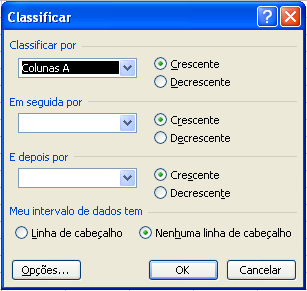 Classificar
Classificar por
Colunas A
Crescente
Decrescente
Em seguida por
Crescente
Decrescente
E depois por
Crescente
Decrescente
Meu intervalo de dados tem
Linha de cabeçalho Nenhuma linha de cabeçalho
Opções... OK Cancelar